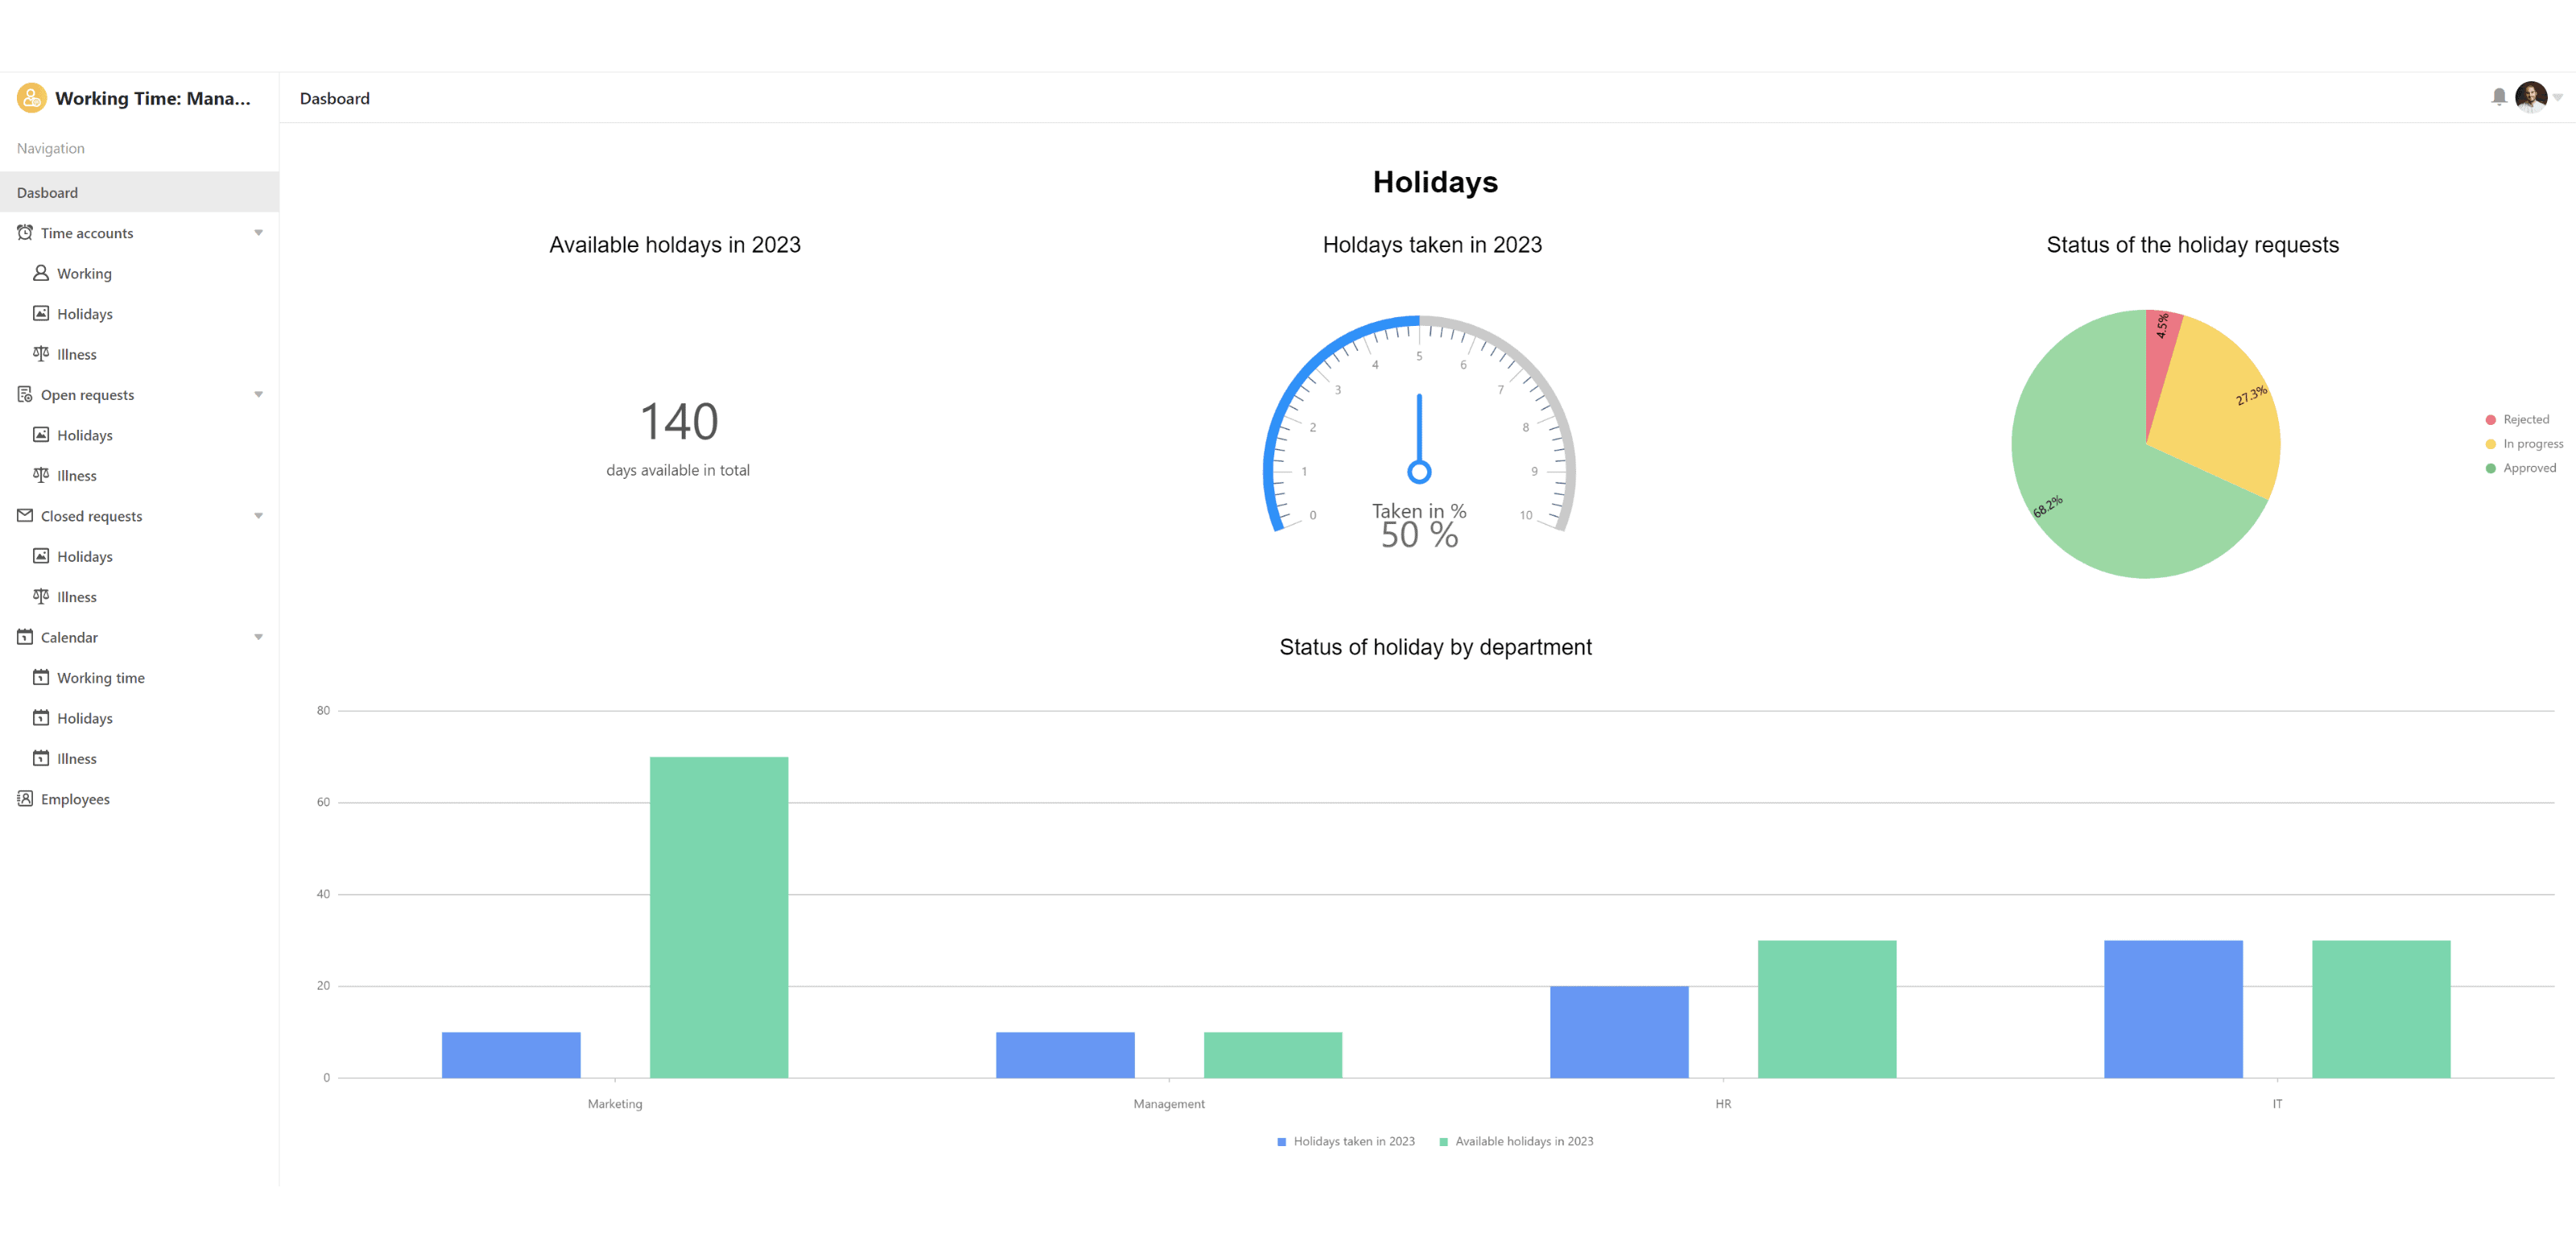 Working Time: Mana...
Dasboard
Navigation
Dasboard
Time accounts
Working
Holidays
Illness
Open requests
Holidays
Illness
Closed requests
Holidays
Illness
Calendar
Working time
Holidays
Illness
Employees
Holidays
Available holdays in 2023
140
days available in total
Holdays taken in 2023
0
1
2
3
4
5
6
7
8
9
10
Taken in %
50 %
Status of the holiday requests
4.5%
27.3%
68.2%
Rejected
In progress
Approved
Status of holiday by department
80
60
40
20
0
Marketing
Management
HR
IT
Holidays taken in 2023
Available holidays in 2023